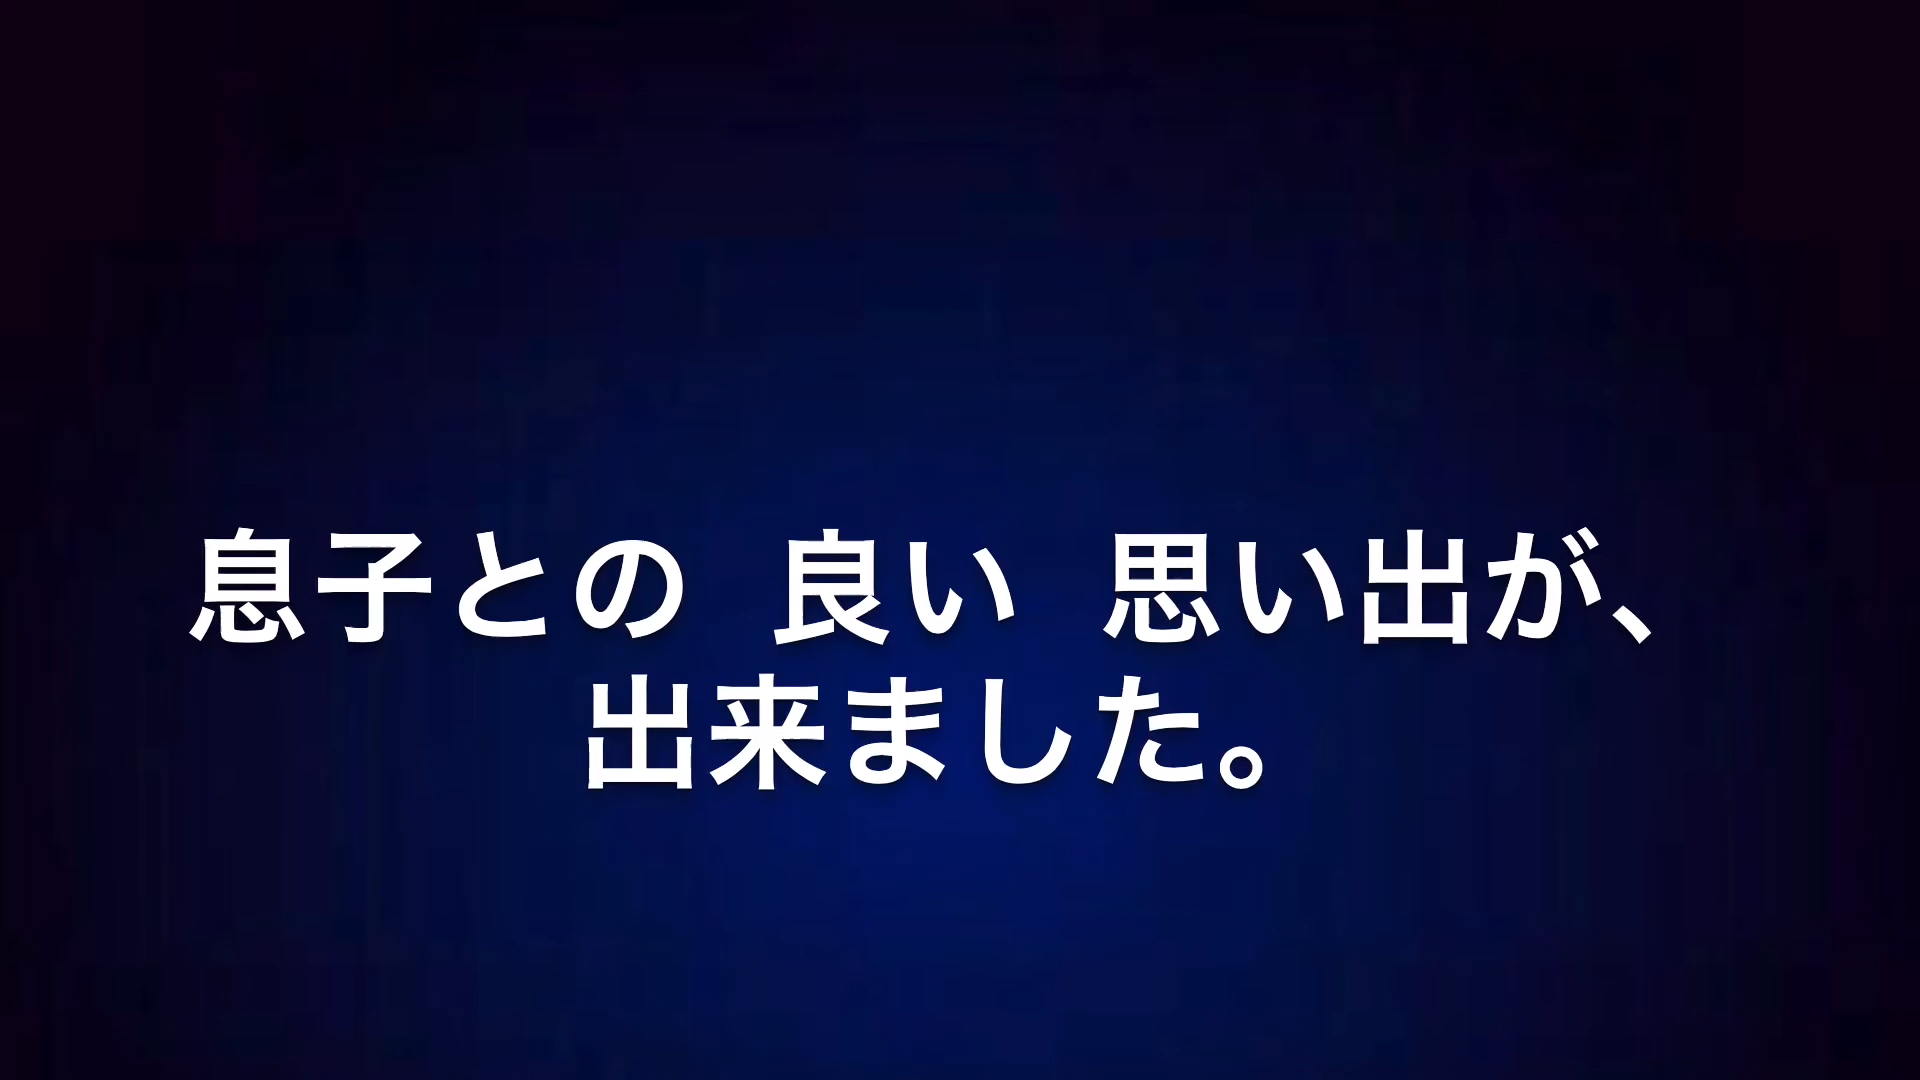 息子との 良い 思い出が、
出来ました。